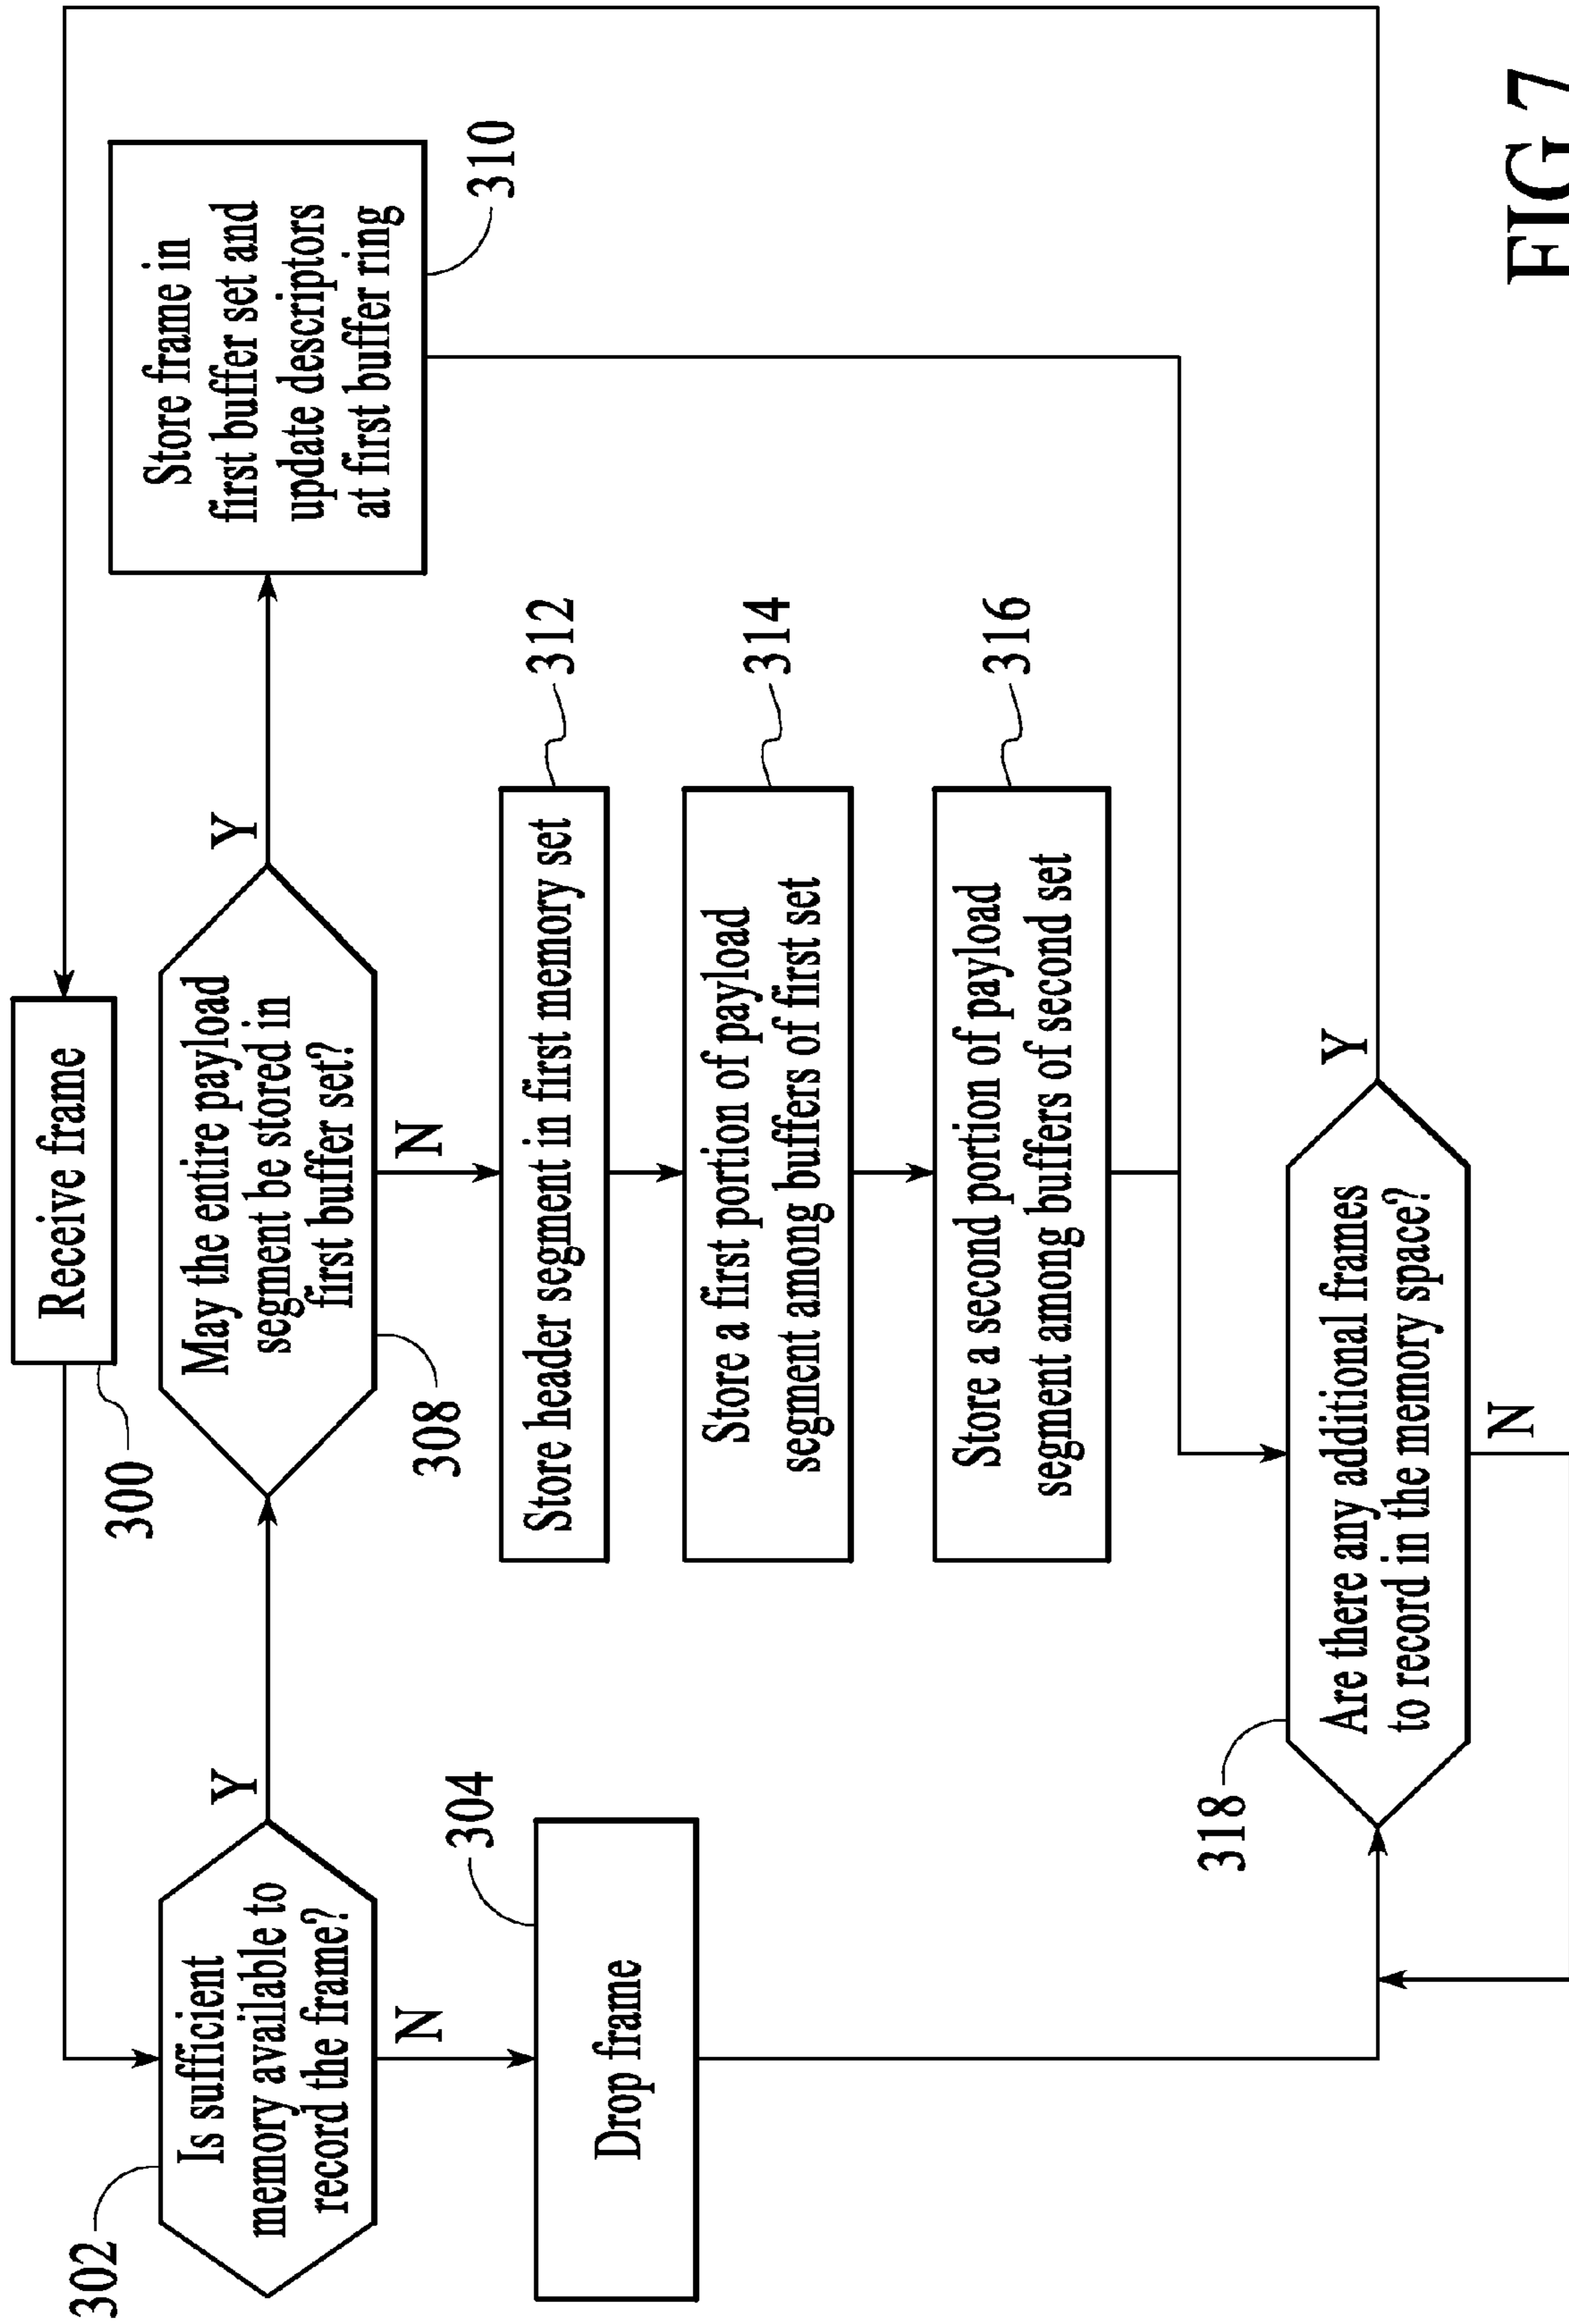 Receive frame
300
302
Is sufficient
memory available to
record the frame?
Y
N
May the entire payload
segment be stored in
first buffer set?
308
Y
N
Store frame in
first buffer set and
update descriptors
at first buffer ring
310
304
Drop frame
Store header segment in first memory set
312
Store a first portion of payload
segment among buffers of first set
314
Store a second portion of payload
segment among buffers of second set
316
318
Are there any additional frames
to record in the memory space?
Y
N
FIG 7